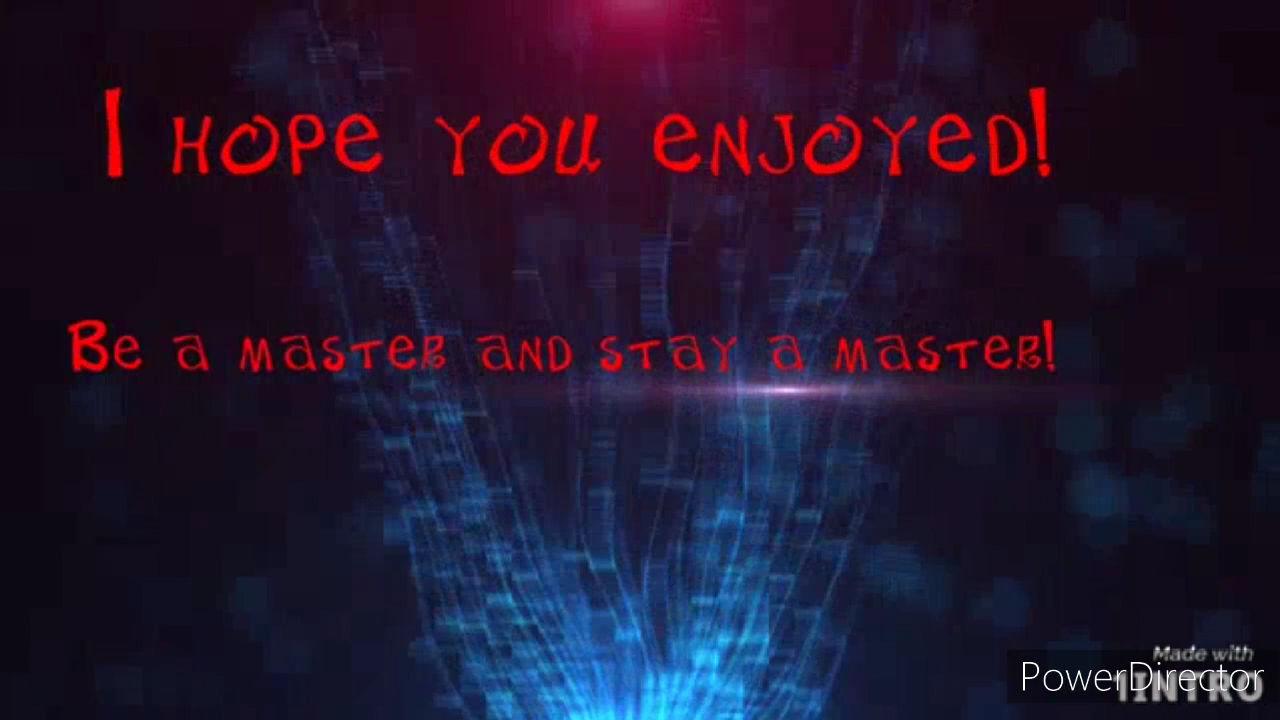 I hope you enjoyed!
Be a master and stay a master!
Made with
PowerDirector